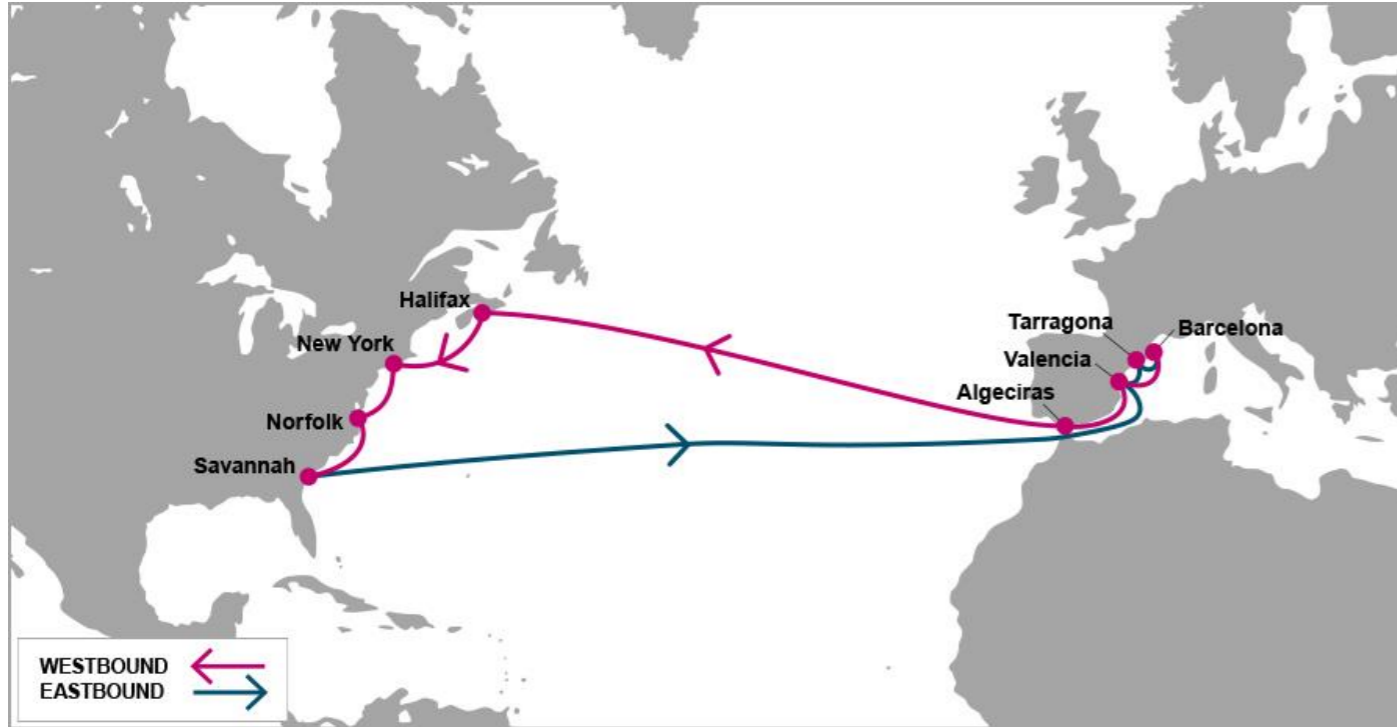 Halifax
New York
Norfolk
Savannah
Tarragona
Barcelona
Valencia
Algeciras
WESTBOUND
EASTBOUND